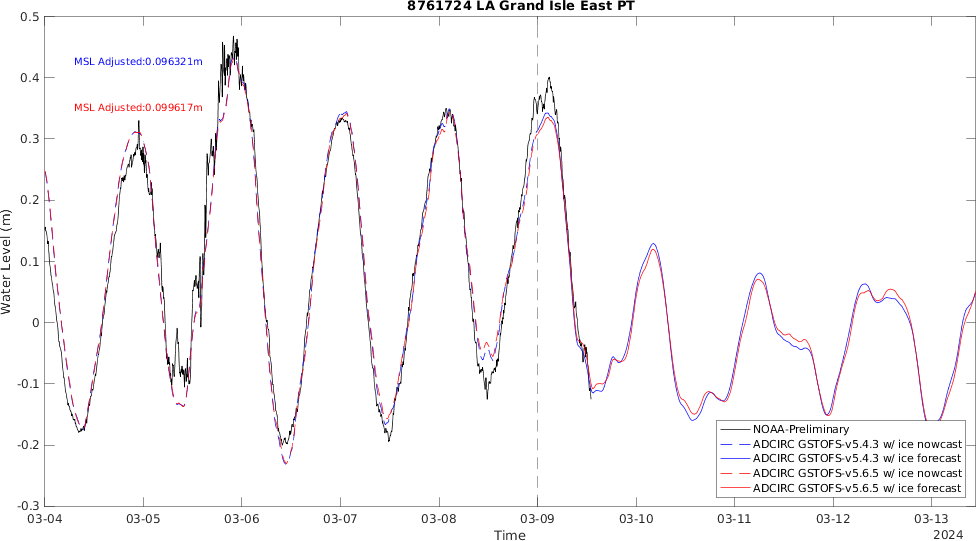 8761724 LA Grand Isle East PT
MSL Adjusted:0.096321m
MSL Adjusted:0.099617m
Water Level (m)
0.5
0.4
0.3
0.2
0.1
0
-0.1
-0.2
-0.3
NOAA-Preliminary
ADCIRC GSTOFS-v5.4.3 w/ ice nowcast
ADCIRC GSTOFS-v5.4.3 w/ ice forecast
ADCIRC GSTOFS-v5.6.5 w/ ice nowcast
ADCIRC GSTOFS-v5.6.5 w/ ice forecast
03-04 03-05 03-06 03-07 03-08 03-09 03-10 03-11 03-12 03-13
Time
2024